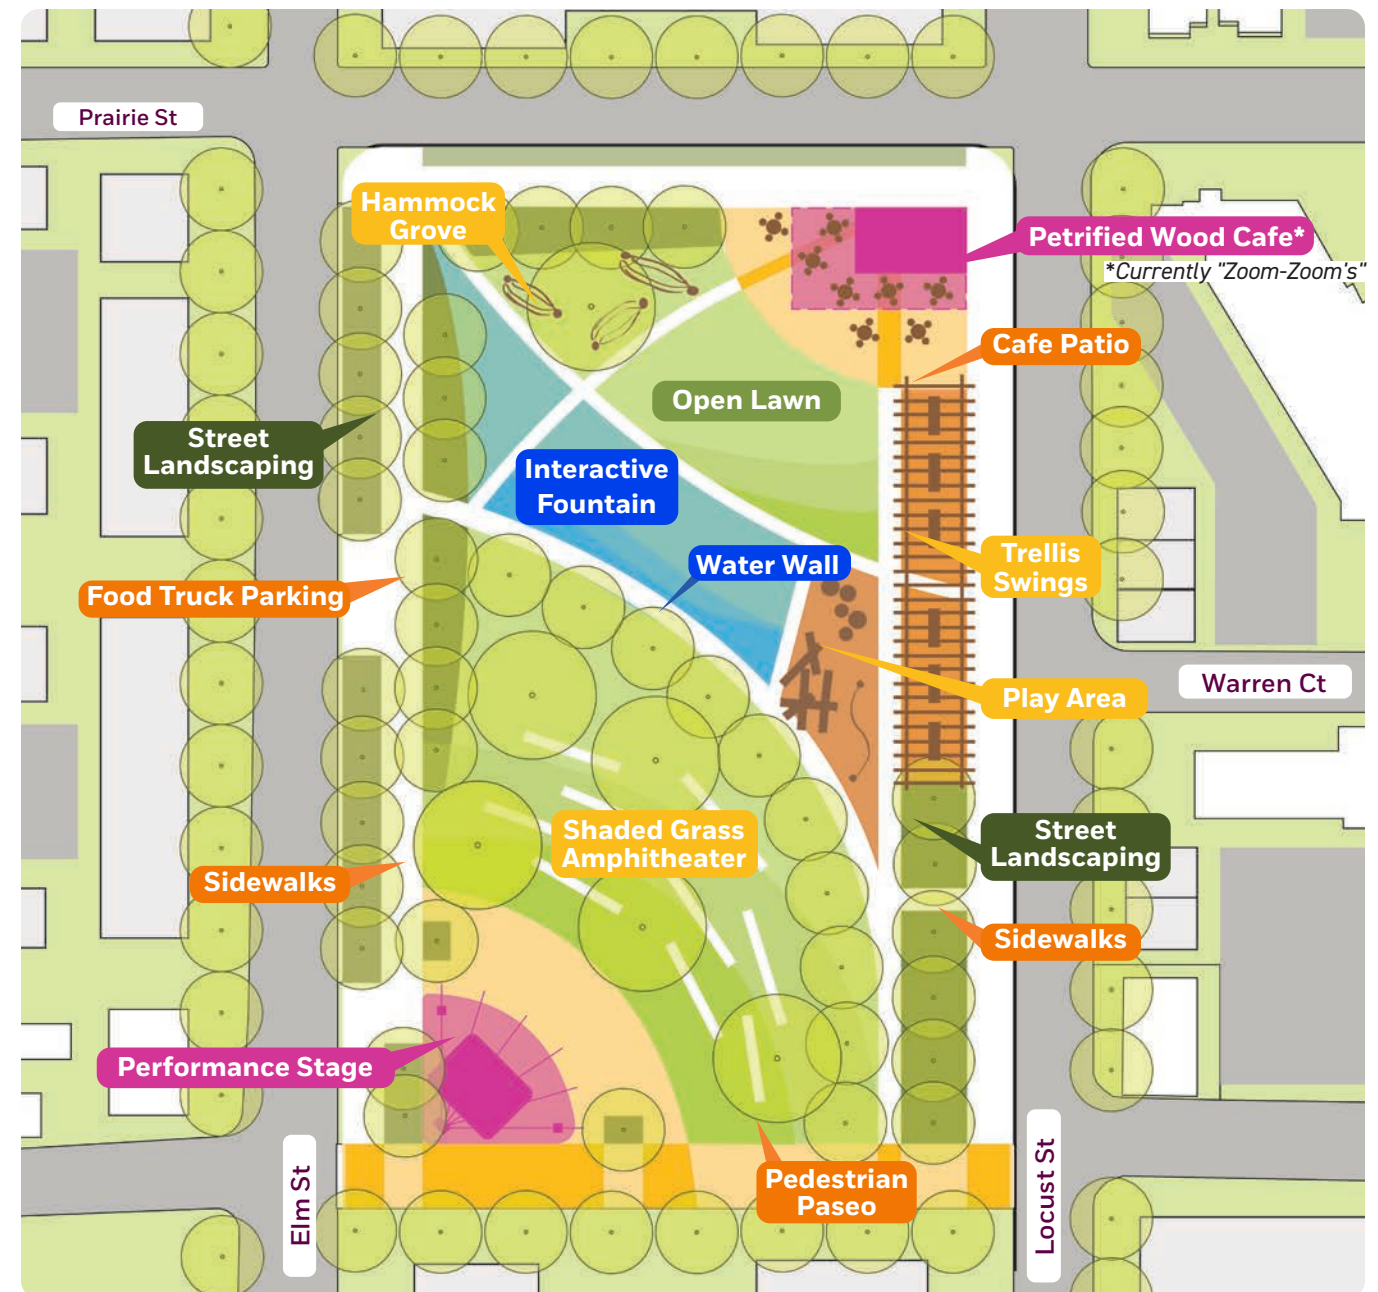 Prairie St
Hammock
Grove
Petrified Wood Cafe*
*Currently "Zoom-Zoom's"
Cafe Patio
Open Lawn
Street
Landscaping
Interactive
Fountain
Water Wall
Trellis
Swings
Food Truck Parking
Warren Ct
Play Area
Shaded Grass
Amphitheater
Street
Landscaping
Sidewalks
Sidewalks
Performance Stage
Pedestrian
Paseo
Elm St
Locust St